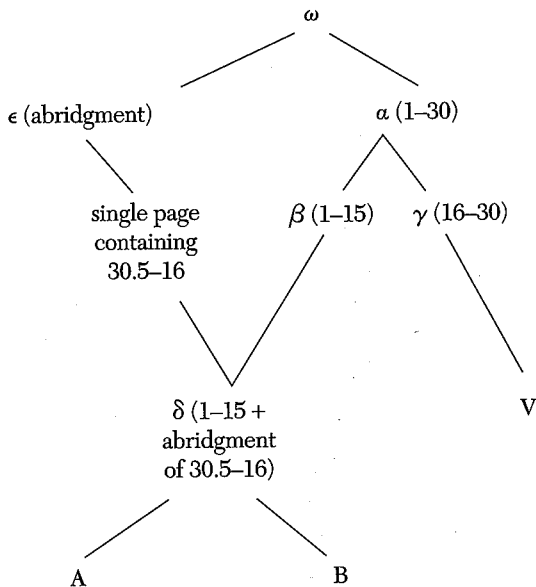 ω
ϵ (abridgment)
α (1–30)
single page
containing
30.5–16
β (1–15)
γ (16–30)
δ (1–15 +
abridgment
of 30.5–16)
V
A
B